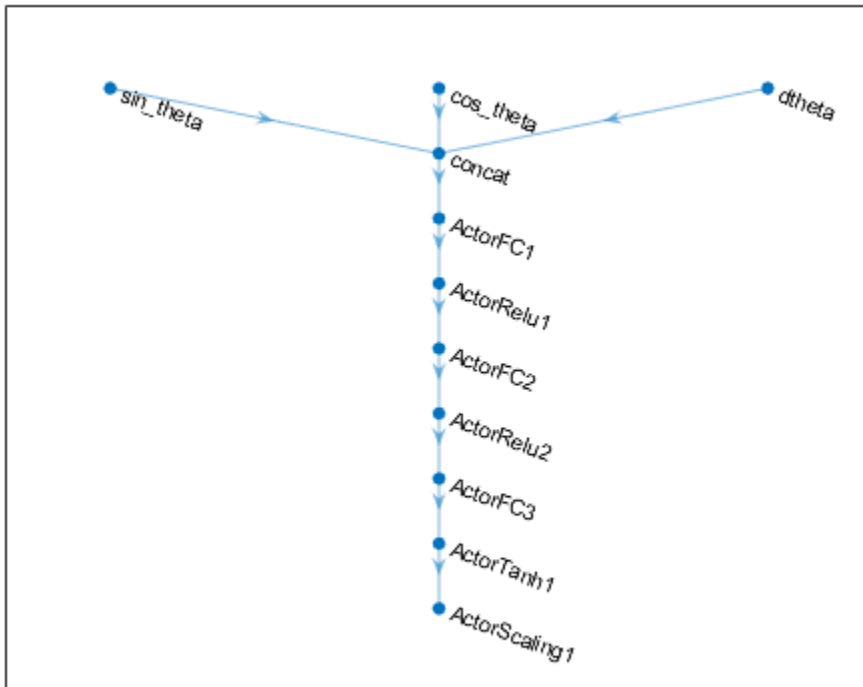 sin_theta
cos_theta
dtheta
concat
ActorFC1
ActorRelu1
ActorFC2
ActorRelu2
ActorFC3
ActorTanh1
ActorScaling1